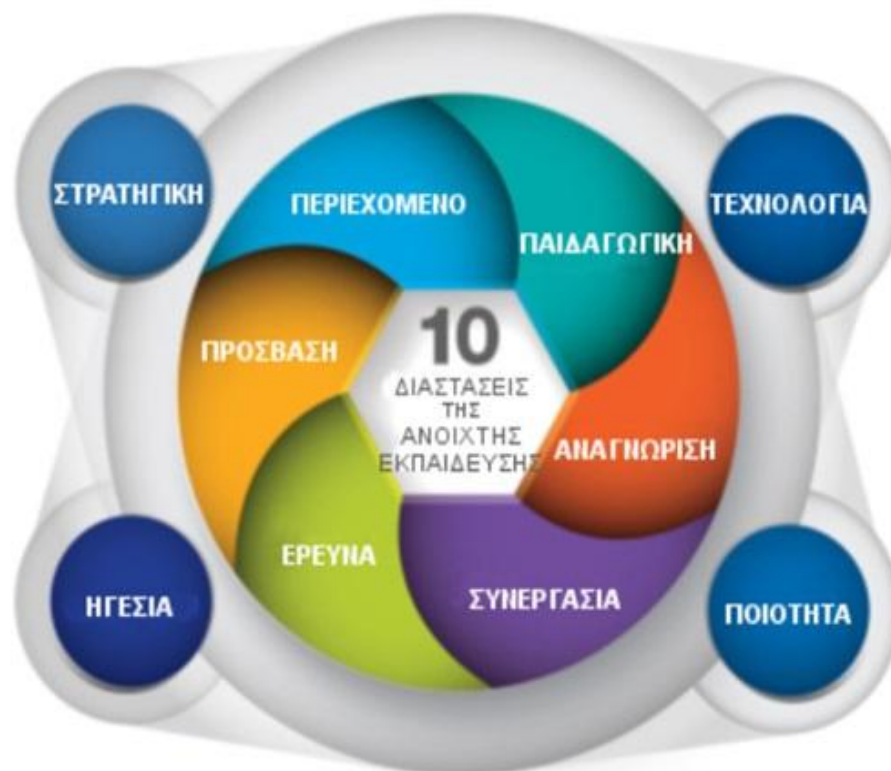 ΣΤΡΑΤΗΓΙΚΗ
ΠΕΡΙΕΧΟΜΕΝΟ
ΠΑΙΔΑΓΩΓΙΚΗ
ΤΕΧΝΟΛΟΓΙΑ
ΠΡΟΣΒΑΣΗ
10
ΔΙΑΣΤΑΣΕΙΣ
ΤΗΣ
ΑΝΟΙΧΤΗΣ
ΕΚΠΑΙΔΕΥΣΗΣ
ΑΝΑΓΝΩΡΙΣΗ
ΕΡΕΥΝΑ
ΣΥΝΕΡΓΑΣΙΑ
ΗΓΕΣΙΑ
ΠΟΙΟΤΗΤΑ